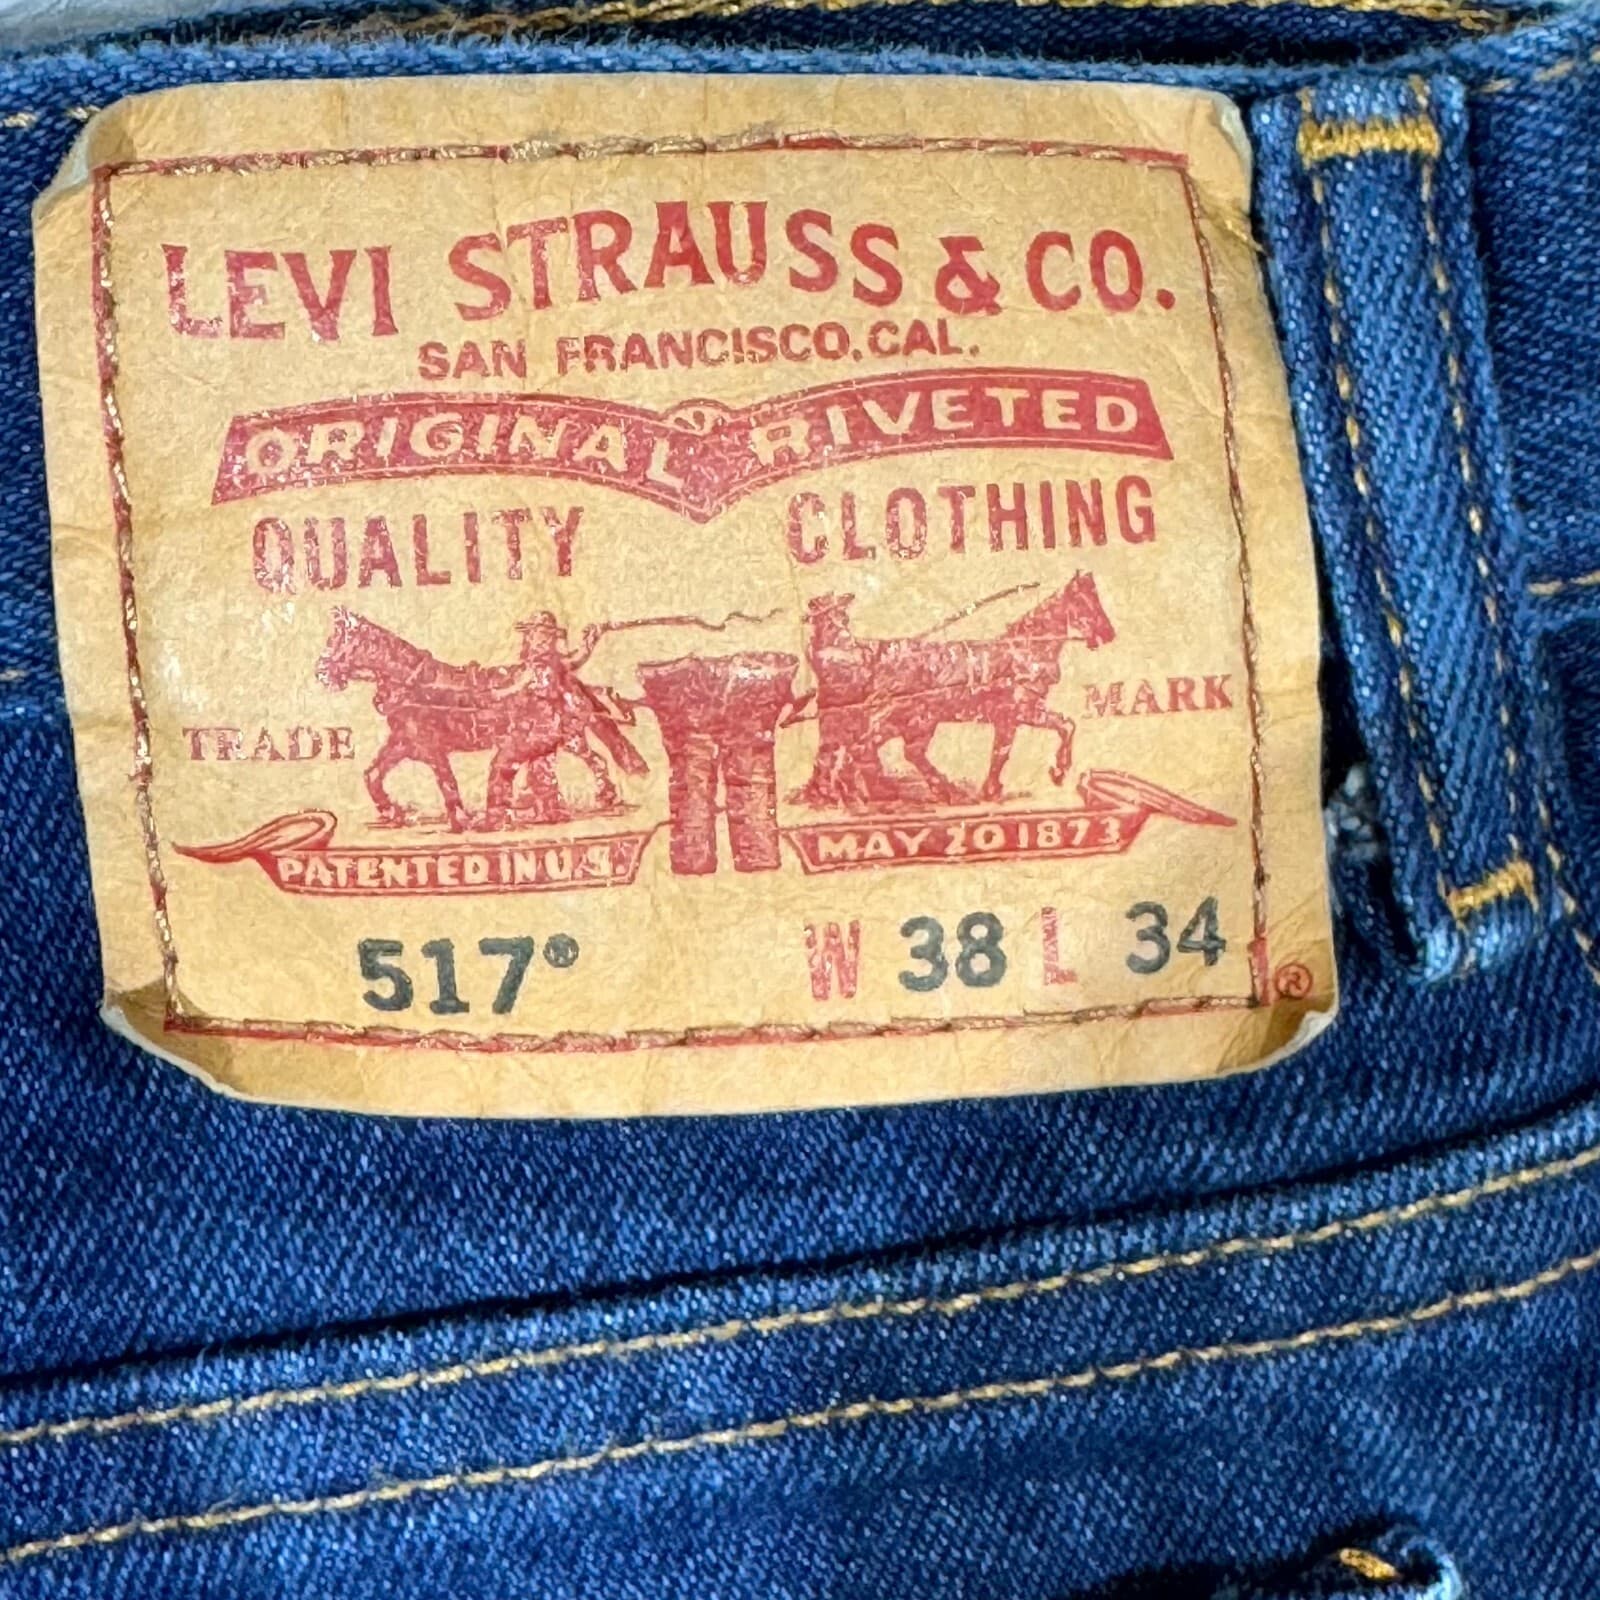 LEVI STRAUSS & CO.
SAN FRANCISCO, CAL.
ORIGINAL RIVETED
QUALITY CLOTHING
TRADE MARK
PATENTED IN U.S. MAY 20 1873
517® W 38 L 34
®